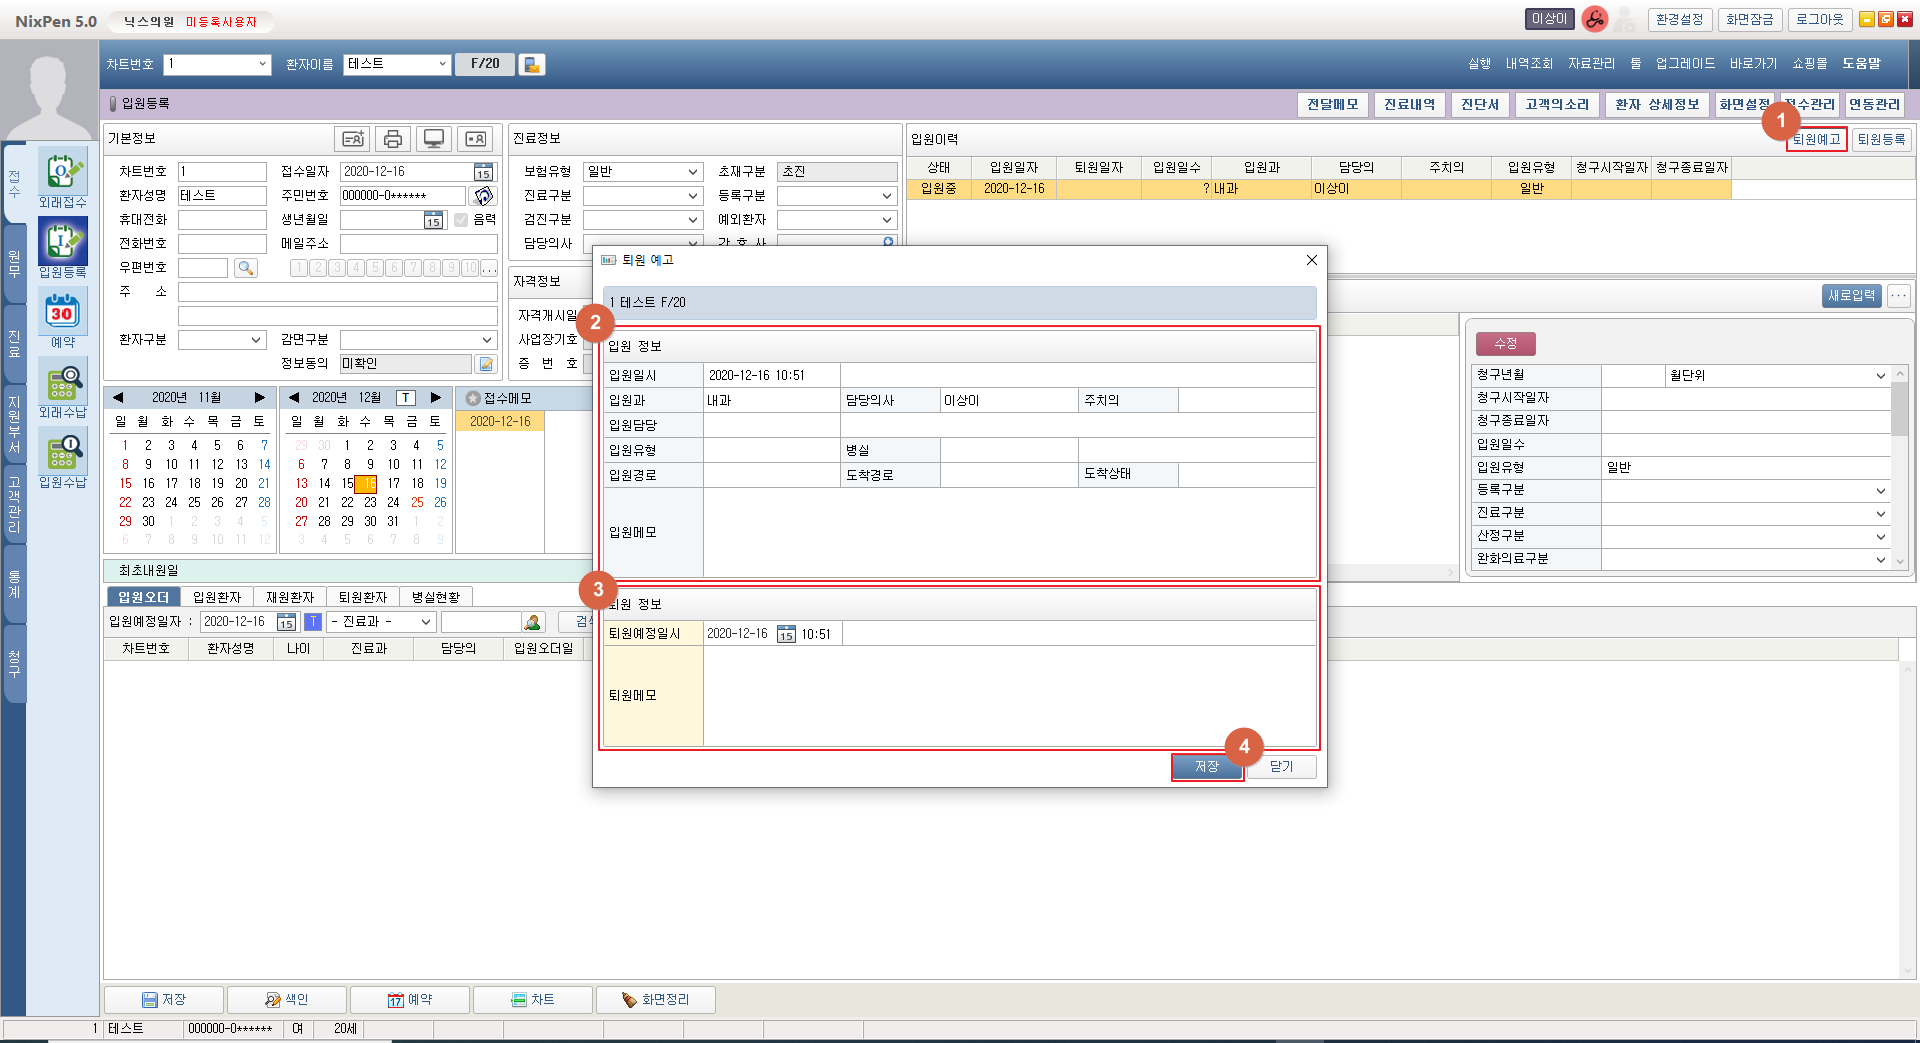 NixPen 5.0 닉스의원 미등록사용자 이상이 환경설정 화면잠금 로그아웃
차트번호 1 환자이름 테스트 F/20 실행 내역조회 자료관리 툴 업그레이드 바로가기 쇼핑몰 도움말
입원등록 전달메모 진료내역 진단서 고객의소리 환자 상세정보 화면설정 접수관리 연동관리
접수
원무
진료
지원부서
고객관리
통계
청구
외래접수
입원등록
30
예약
외래수납
입원수납
기본정보
차트번호 1 접수일자 2020-12-16 15
환자성명 테스트 주민번호 000000-0******
휴대전화 생년월일 15 음력
전화번호 메일주소
우편번호 1 2 3 4 5 6 7 8 9 10 ...
주 소
환자구분 감면구분
정보동의 미확인
진료정보
보험유형 일반 초재구분 초진
진료구분 등록구분
검진구분 예외환자
담당의사 간 호 사
자격정보
자격개시일
사업장기호
증 번 호
입원이력 1 퇴원예고 퇴원등록
상태 입원일자 퇴원일자 입원일수 입원과 담당의 주치의 입원유형 청구시작일자 청구종료일자
입원중 2020-12-16 ? 내과 이상이 일반
새로입력 ...
수정
청구년월 월단위
청구시작일자
청구종료일자
입원일수
입원유형 일반
등록구분
진료구분
산정구분
완화의료구분
2020년 11월
일 월 화 수 목 금 토
1 2 3 4 5 6 7
8 9 10 11 12 13 14
15 16 17 18 19 20 21
22 23 24 25 26 27 28
29 30 1 2 3 4 5
6 7 8 9 10 11 12
2020년 12월 T
일 월 화 수 목 금 토
29 30 1 2 3 4 5
6 7 8 9 10 11 12
13 14 15 16 17 18 19
20 21 22 23 24 25 26
27 28 29 30 31 1 2
3 4 5 6 7 8 9
접수메모
2020-12-16
최초내원일
입원오더 입원환자 재원환자 퇴원환자 병실현황
입원예정일자 : 2020-12-16 15 T - 진료과 -
차트번호 환자성명 나이 진료과 담당의 입원오더일
퇴원 예고
1 테스트 F/20
2
입원 정보
입원일시 2020-12-16 10:51
입원과 내과 담당의사 이상이 주치의
입원담당
입원유형 병실
입원경로 도착경로 도착상태
입원메모
3
퇴원 정보
퇴원예정일시 2020-12-16 15 10:51
퇴원메모
4
저장 닫기
저장 색인 17 예약 차트 화면정리
1 테스트 000000-0****** 여 20세